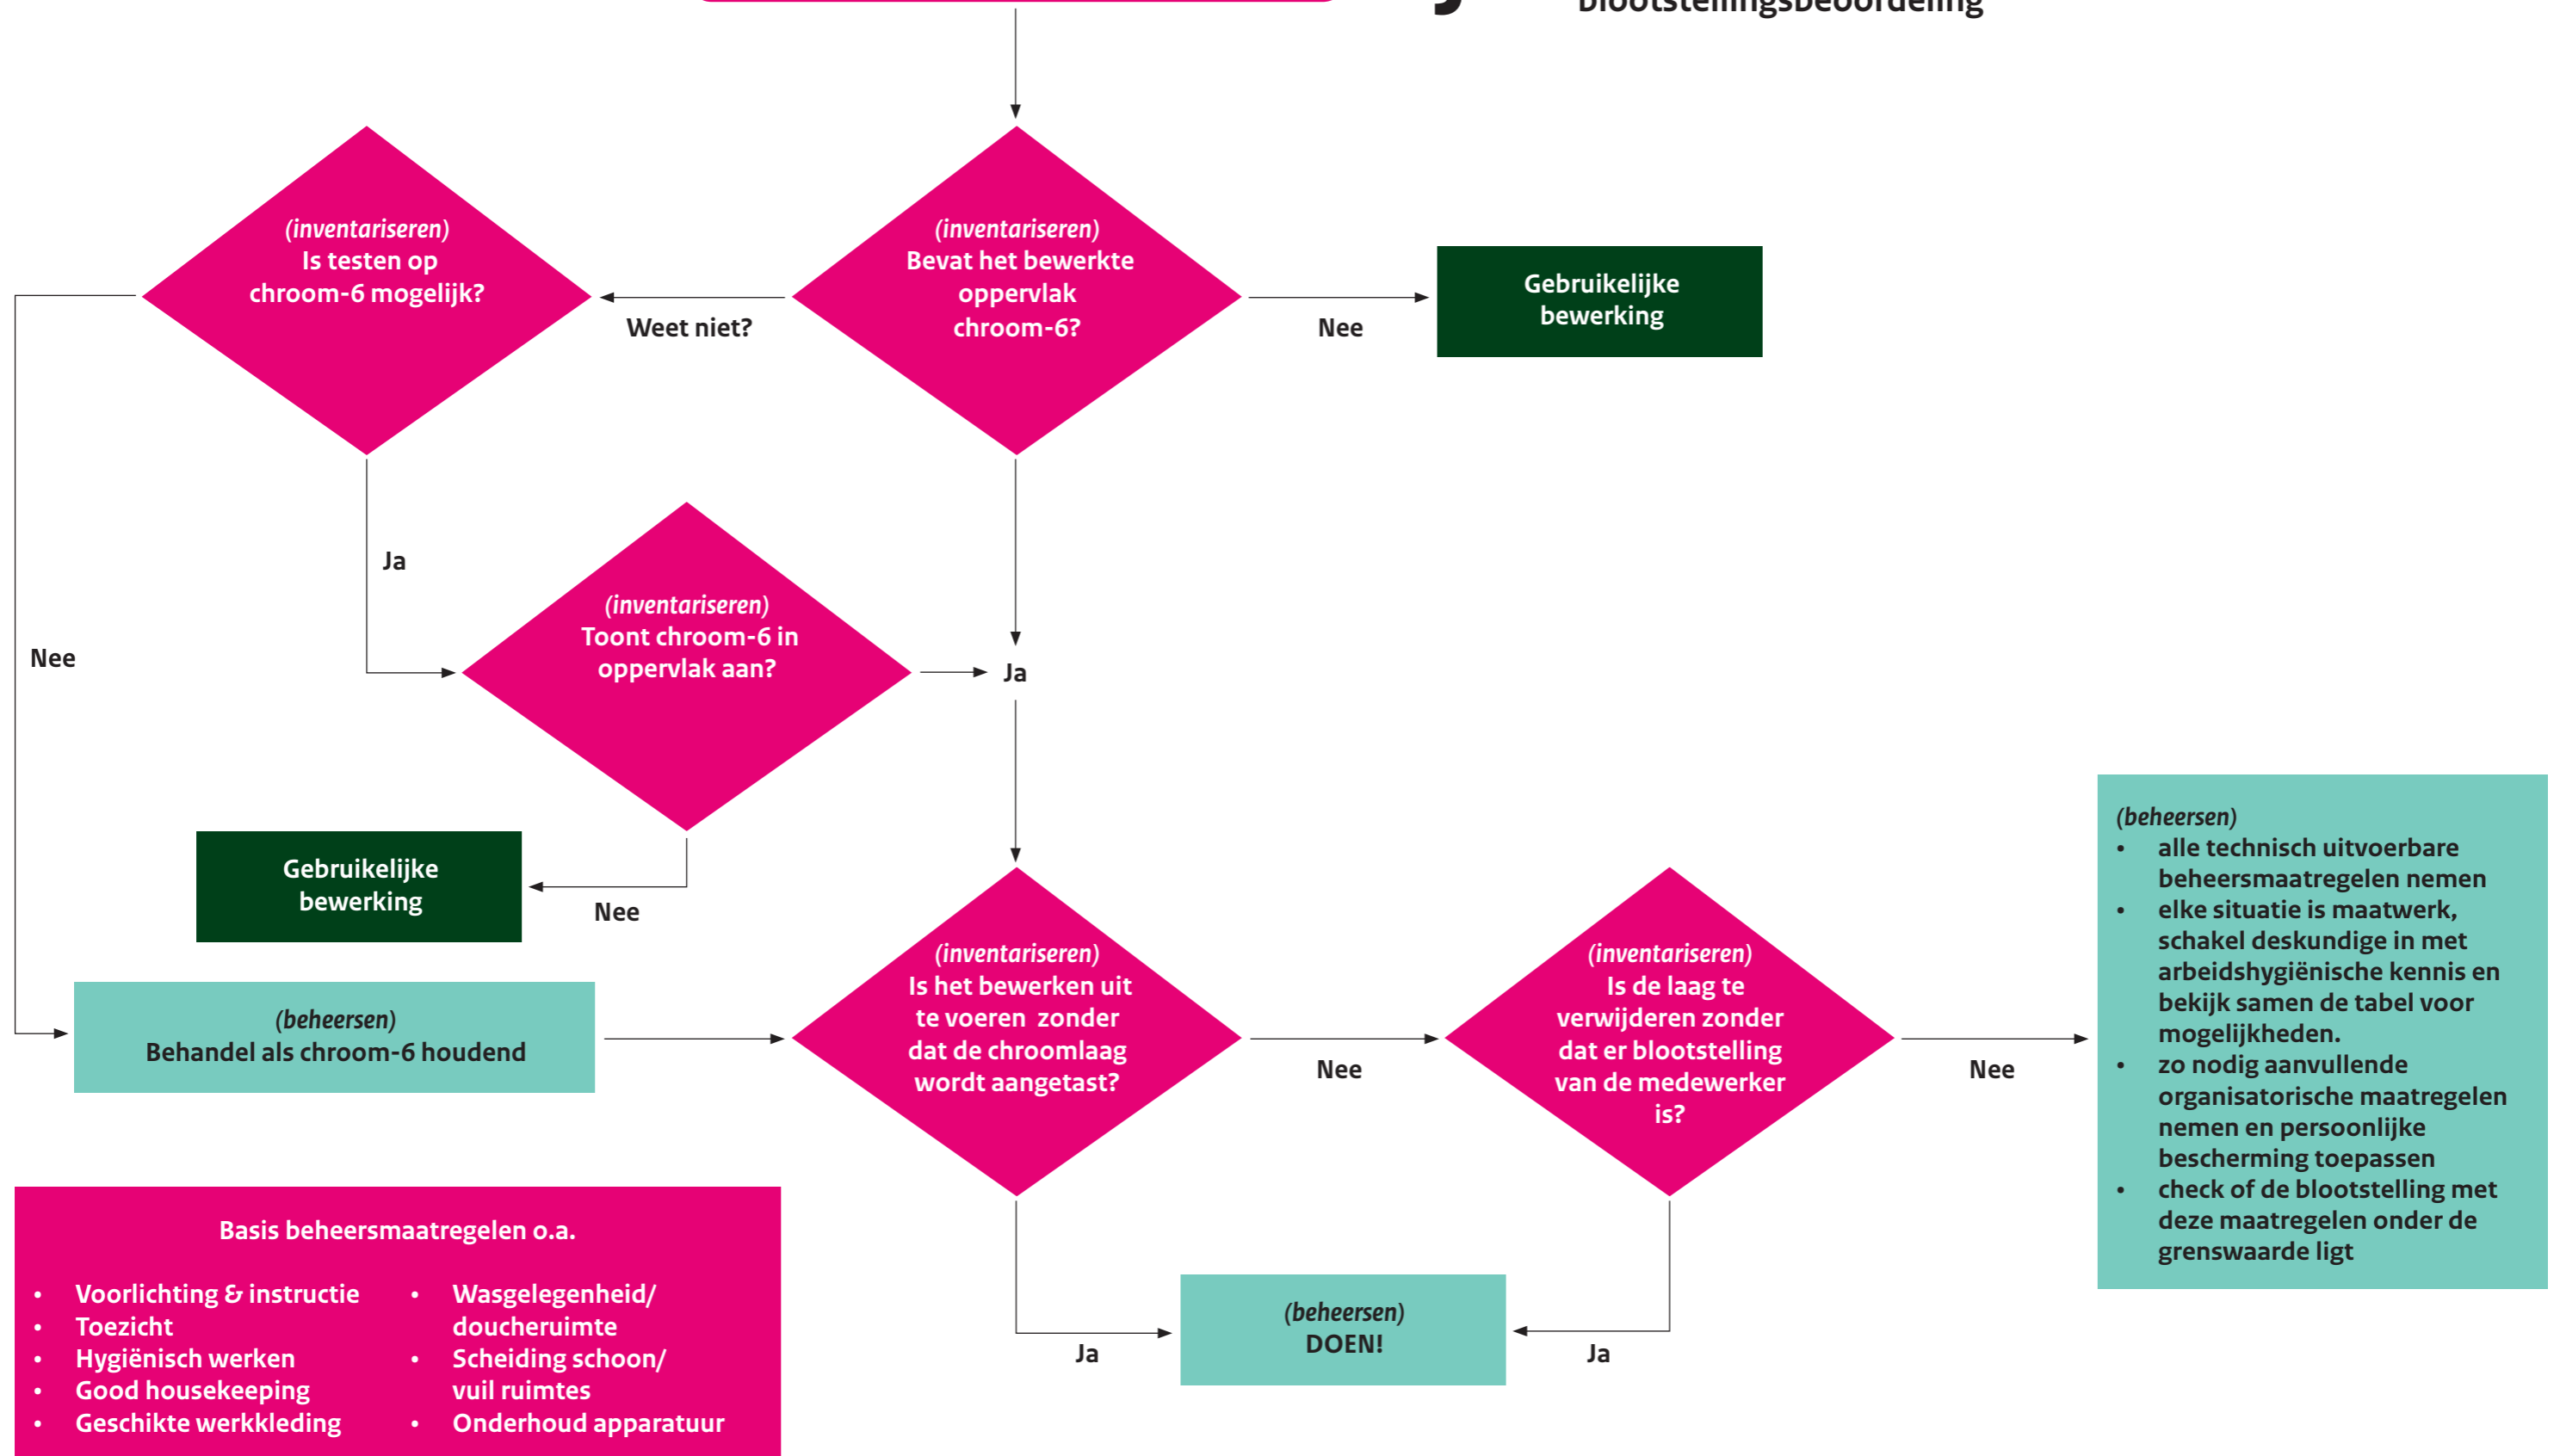 blootstellingsbeoordeling
(inventariseren)
Is testen op
chroom-6 mogelijk?
(inventariseren)
Bevat het bewerkte
oppervlak
chroom-6?
Gebruikelijke
bewerking
Weet niet?
Nee
Ja
(inventariseren)
Toont chroom-6 in
oppervlak aan?
Ja
Nee
Gebruikelijke
bewerking
Nee
(beheersen)
Behandel als chroom-6 houdend
(inventariseren)
Is het bewerken uit
te voeren zonder
dat de chroomlaag
wordt aangetast?
Nee
(inventariseren)
Is de laag te
verwijderen zonder
dat er blootstelling
van de medewerker
is?
Nee
(beheersen)
• alle technisch uitvoerbare
beheersmaatregelen nemen
• elke situatie is maatwerk,
schakel deskundige in met
arbeidshygiënische kennis en
bekijk samen de tabel voor
mogelijkheden.
• zo nodig aanvullende
organisatorische maatregelen
nemen en persoonlijke
bescherming toepassen
• check of de blootstelling met
deze maatregelen onder de
grenswaarde ligt
Ja
(beheersen)
DOEN!
Ja
Basis beheersmaatregelen o.a.
• Voorlichting & instructie
• Toezicht
• Hygiënisch werken
• Good housekeeping
• Geschikte werkkleding
• Wasgelegenheid/
doucheruimte
• Scheiding schoon/
vuil ruimtes
• Onderhoud apparatuur